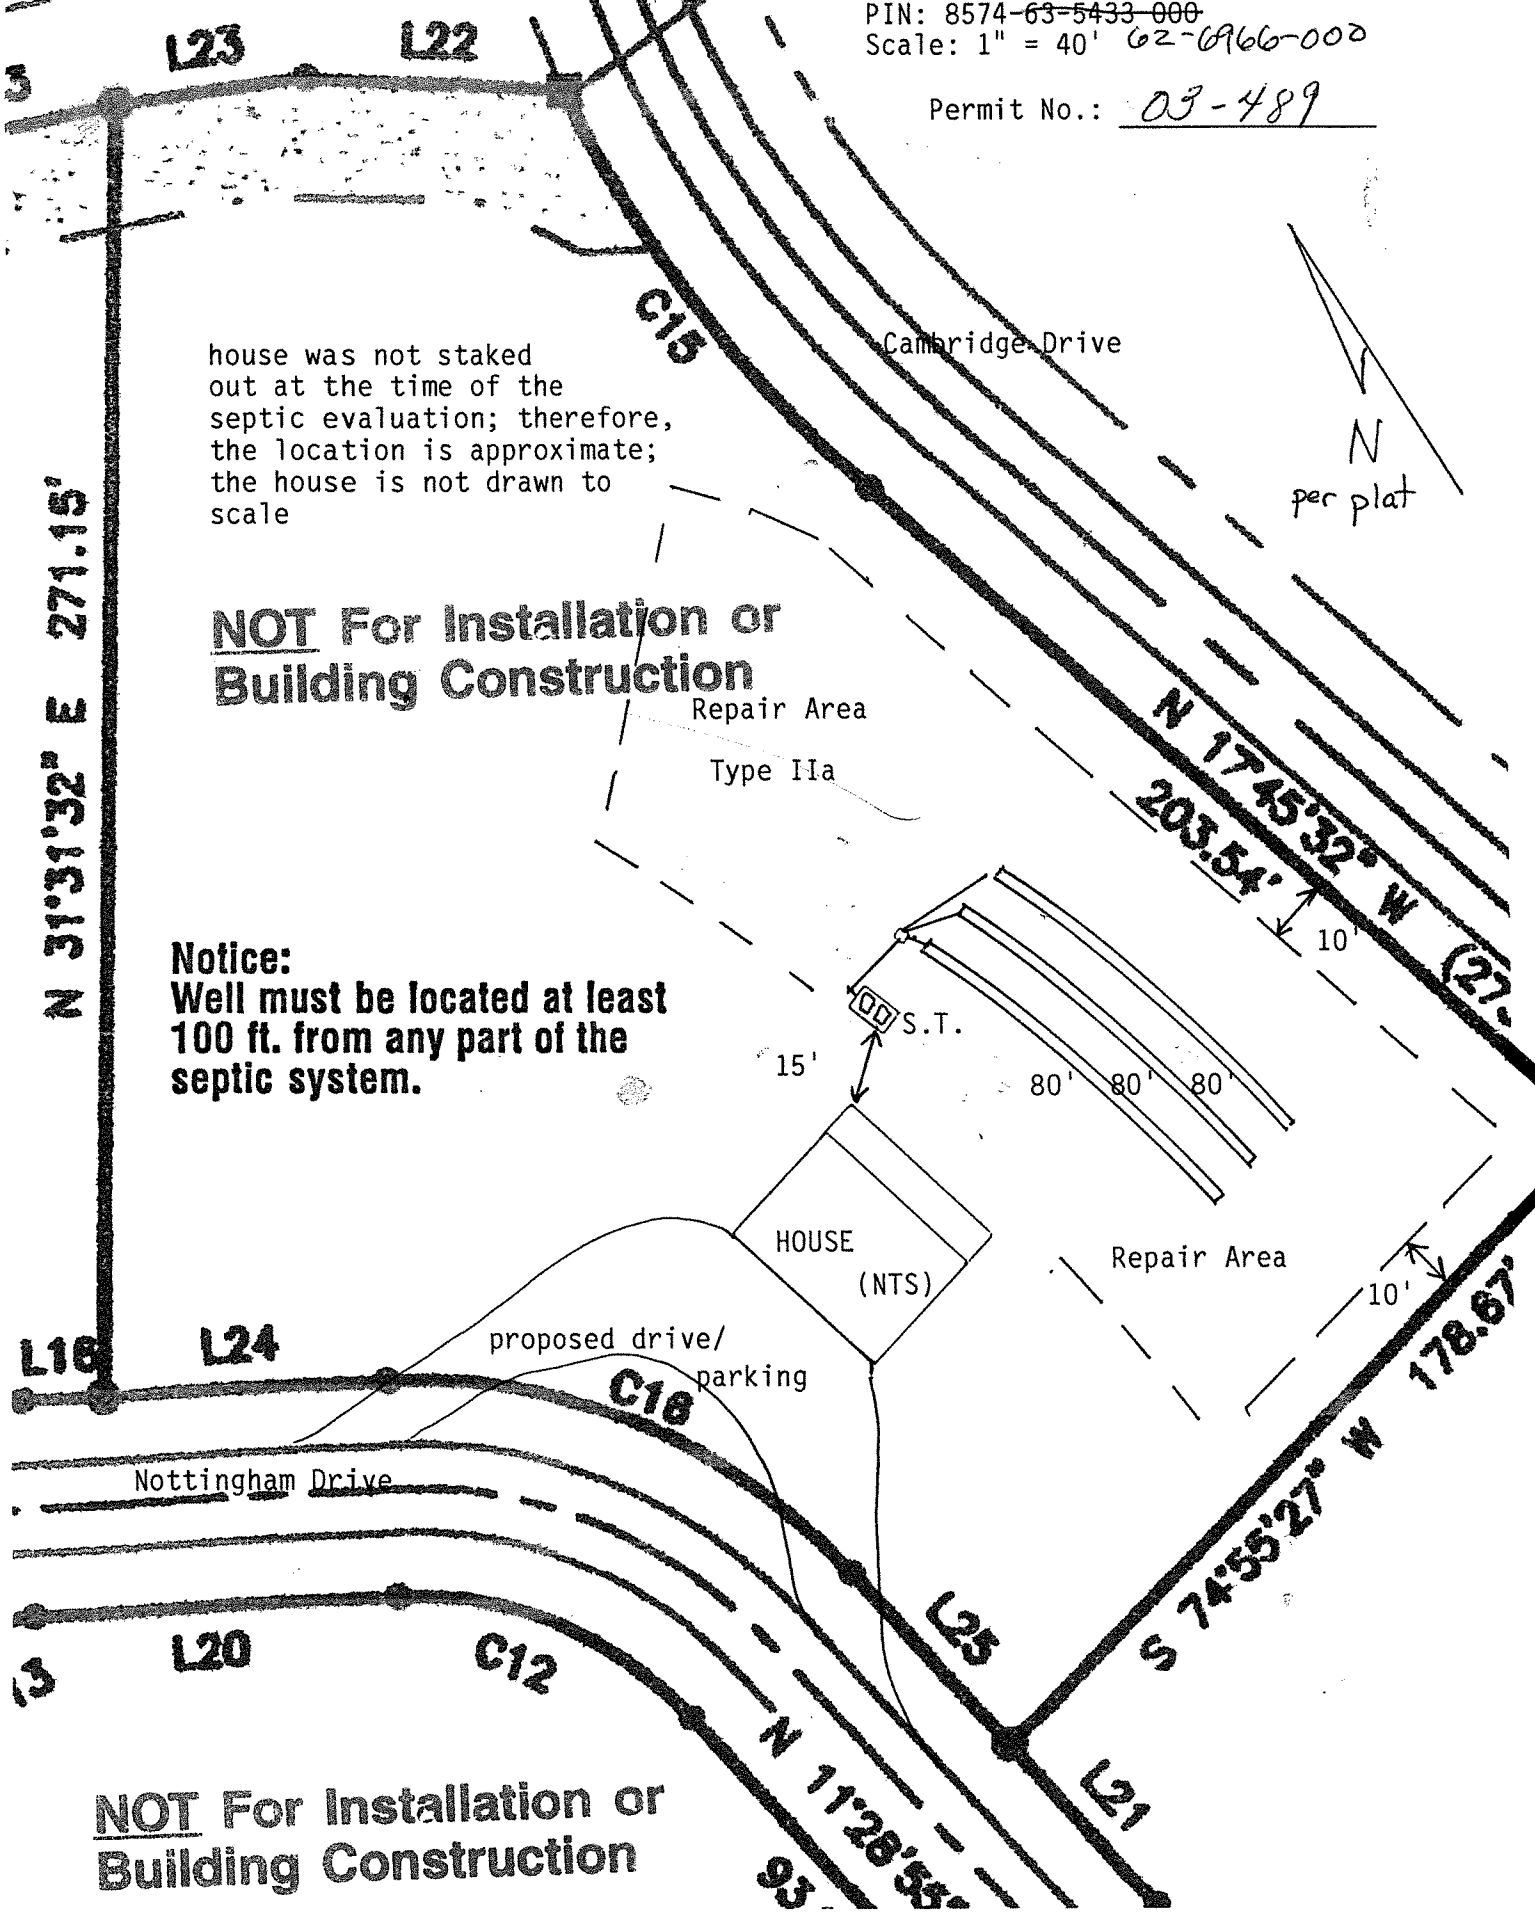 PIN: 8574-63-5433 000
Scale: 1" = 40' 62-6966-000
Permit No.: 03-489
L23
L22
3
C15
Cambridge Drive
house was not staked
out at the time of the
septic evaluation; therefore,
the location is approximate;
the house is not drawn to
scale
N
per plat
N 31°31'32" E 271.15'
NOT For Installation or
Building Construction
Repair Area
Type IIa
N 17°45'32" W (27-
203.54'
10'
Notice:
Well must be located at least
100 ft. from any part of the
septic system.
S.T.
15'
80' 80' 80'
HOUSE
(NTS)
Repair Area
10'
178.67'
S 74°55'27" W
proposed drive/
parking
L16
L24
C16
Nottingham Drive
L25
L20
C12
13
N 11°28'53"
93
L21
NOT For Installation or
Building Construction